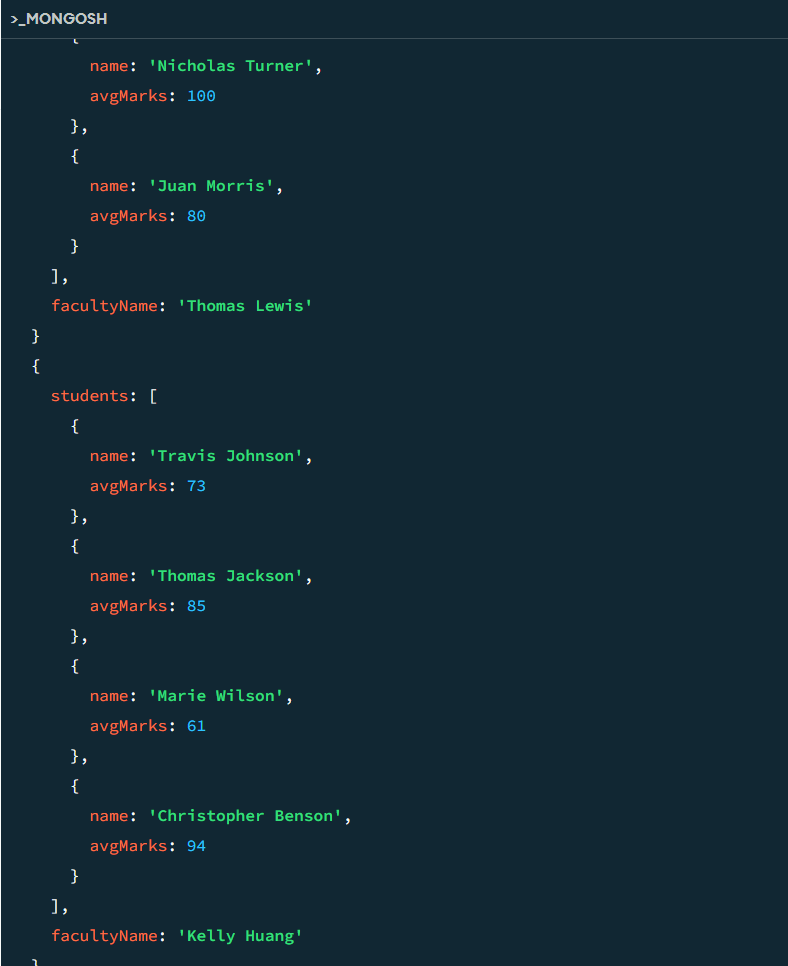 >_MONGOSH
{
name: 'Nicholas Turner',
avgMarks: 100
},
{
name: 'Juan Morris',
avgMarks: 80
}
],
facultyName: 'Thomas Lewis'
}
{
students: [
{
name: 'Travis Johnson',
avgMarks: 73
},
{
name: 'Thomas Jackson',
avgMarks: 85
},
{
name: 'Marie Wilson',
avgMarks: 61
},
{
name: 'Christopher Benson',
avgMarks: 94
}
],
facultyName: 'Kelly Huang'
}